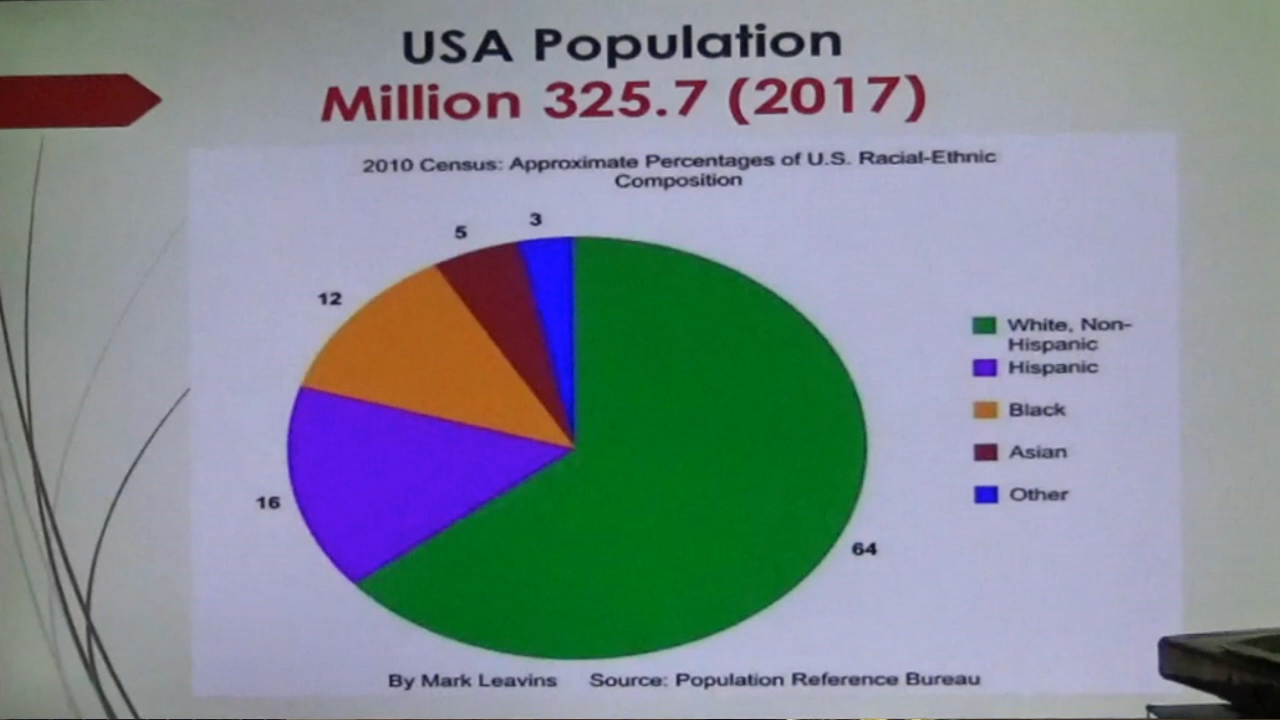 USA Population
Million 325.7 (2017)
2010 Census: Approximate Percentages of U.S. Racial-Ethnic
Composition
3
5
12
16
64
White, Non-
Hispanic
Hispanic
Black
Asian
Other
By Mark Leavins Source: Population Reference Bureau